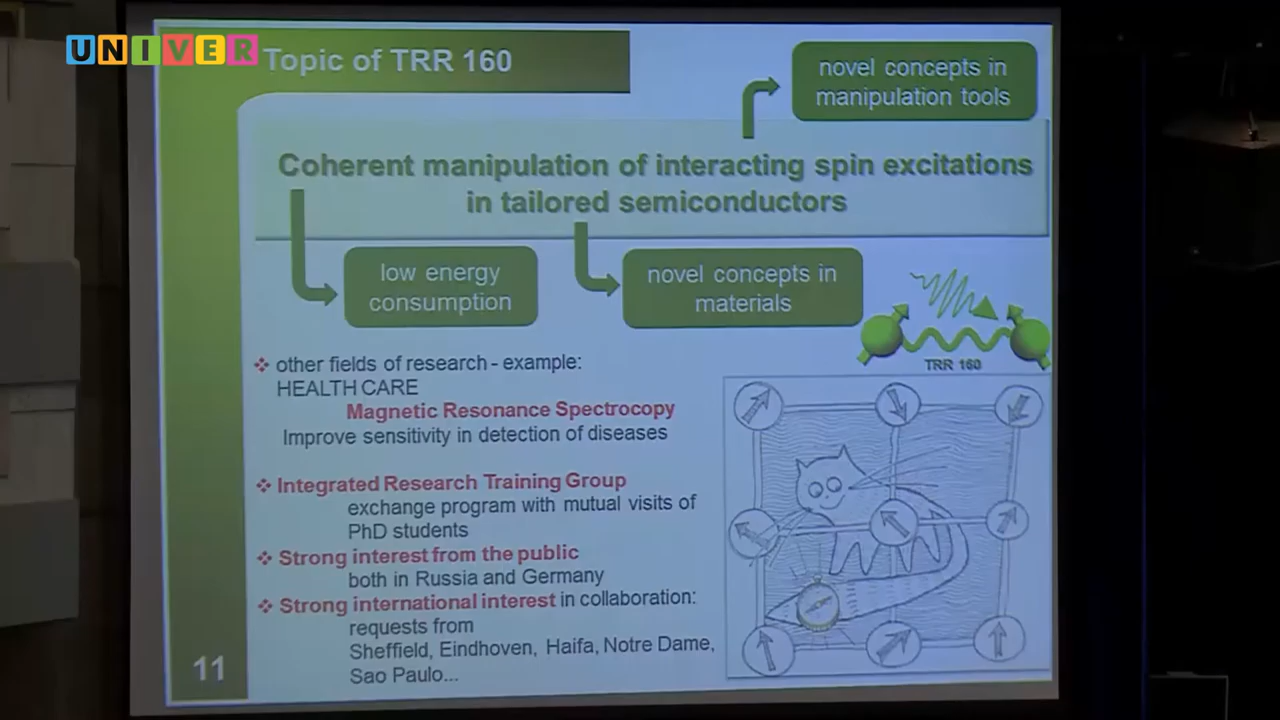 UNIVER
Topic of TRR 160
novel concepts in
manipulation tools
Coherent manipulation of interacting spin excitations
in tailored semiconductors
low energy
consumption
novel concepts in
materials
TRR 160
❖ other fields of research - example:
HEALTH CARE
Magnetic Resonance Spectrocopy
Improve sensitivity in detection of diseases
❖ Integrated Research Training Group
exchange program with mutual visits of
PhD students
❖ Strong interest from the public
both in Russia and Germany
❖ Strong international interest in collaboration:
requests from
Sheffield, Eindhoven, Haifa, Notre Dame,
Sao Paulo...
11